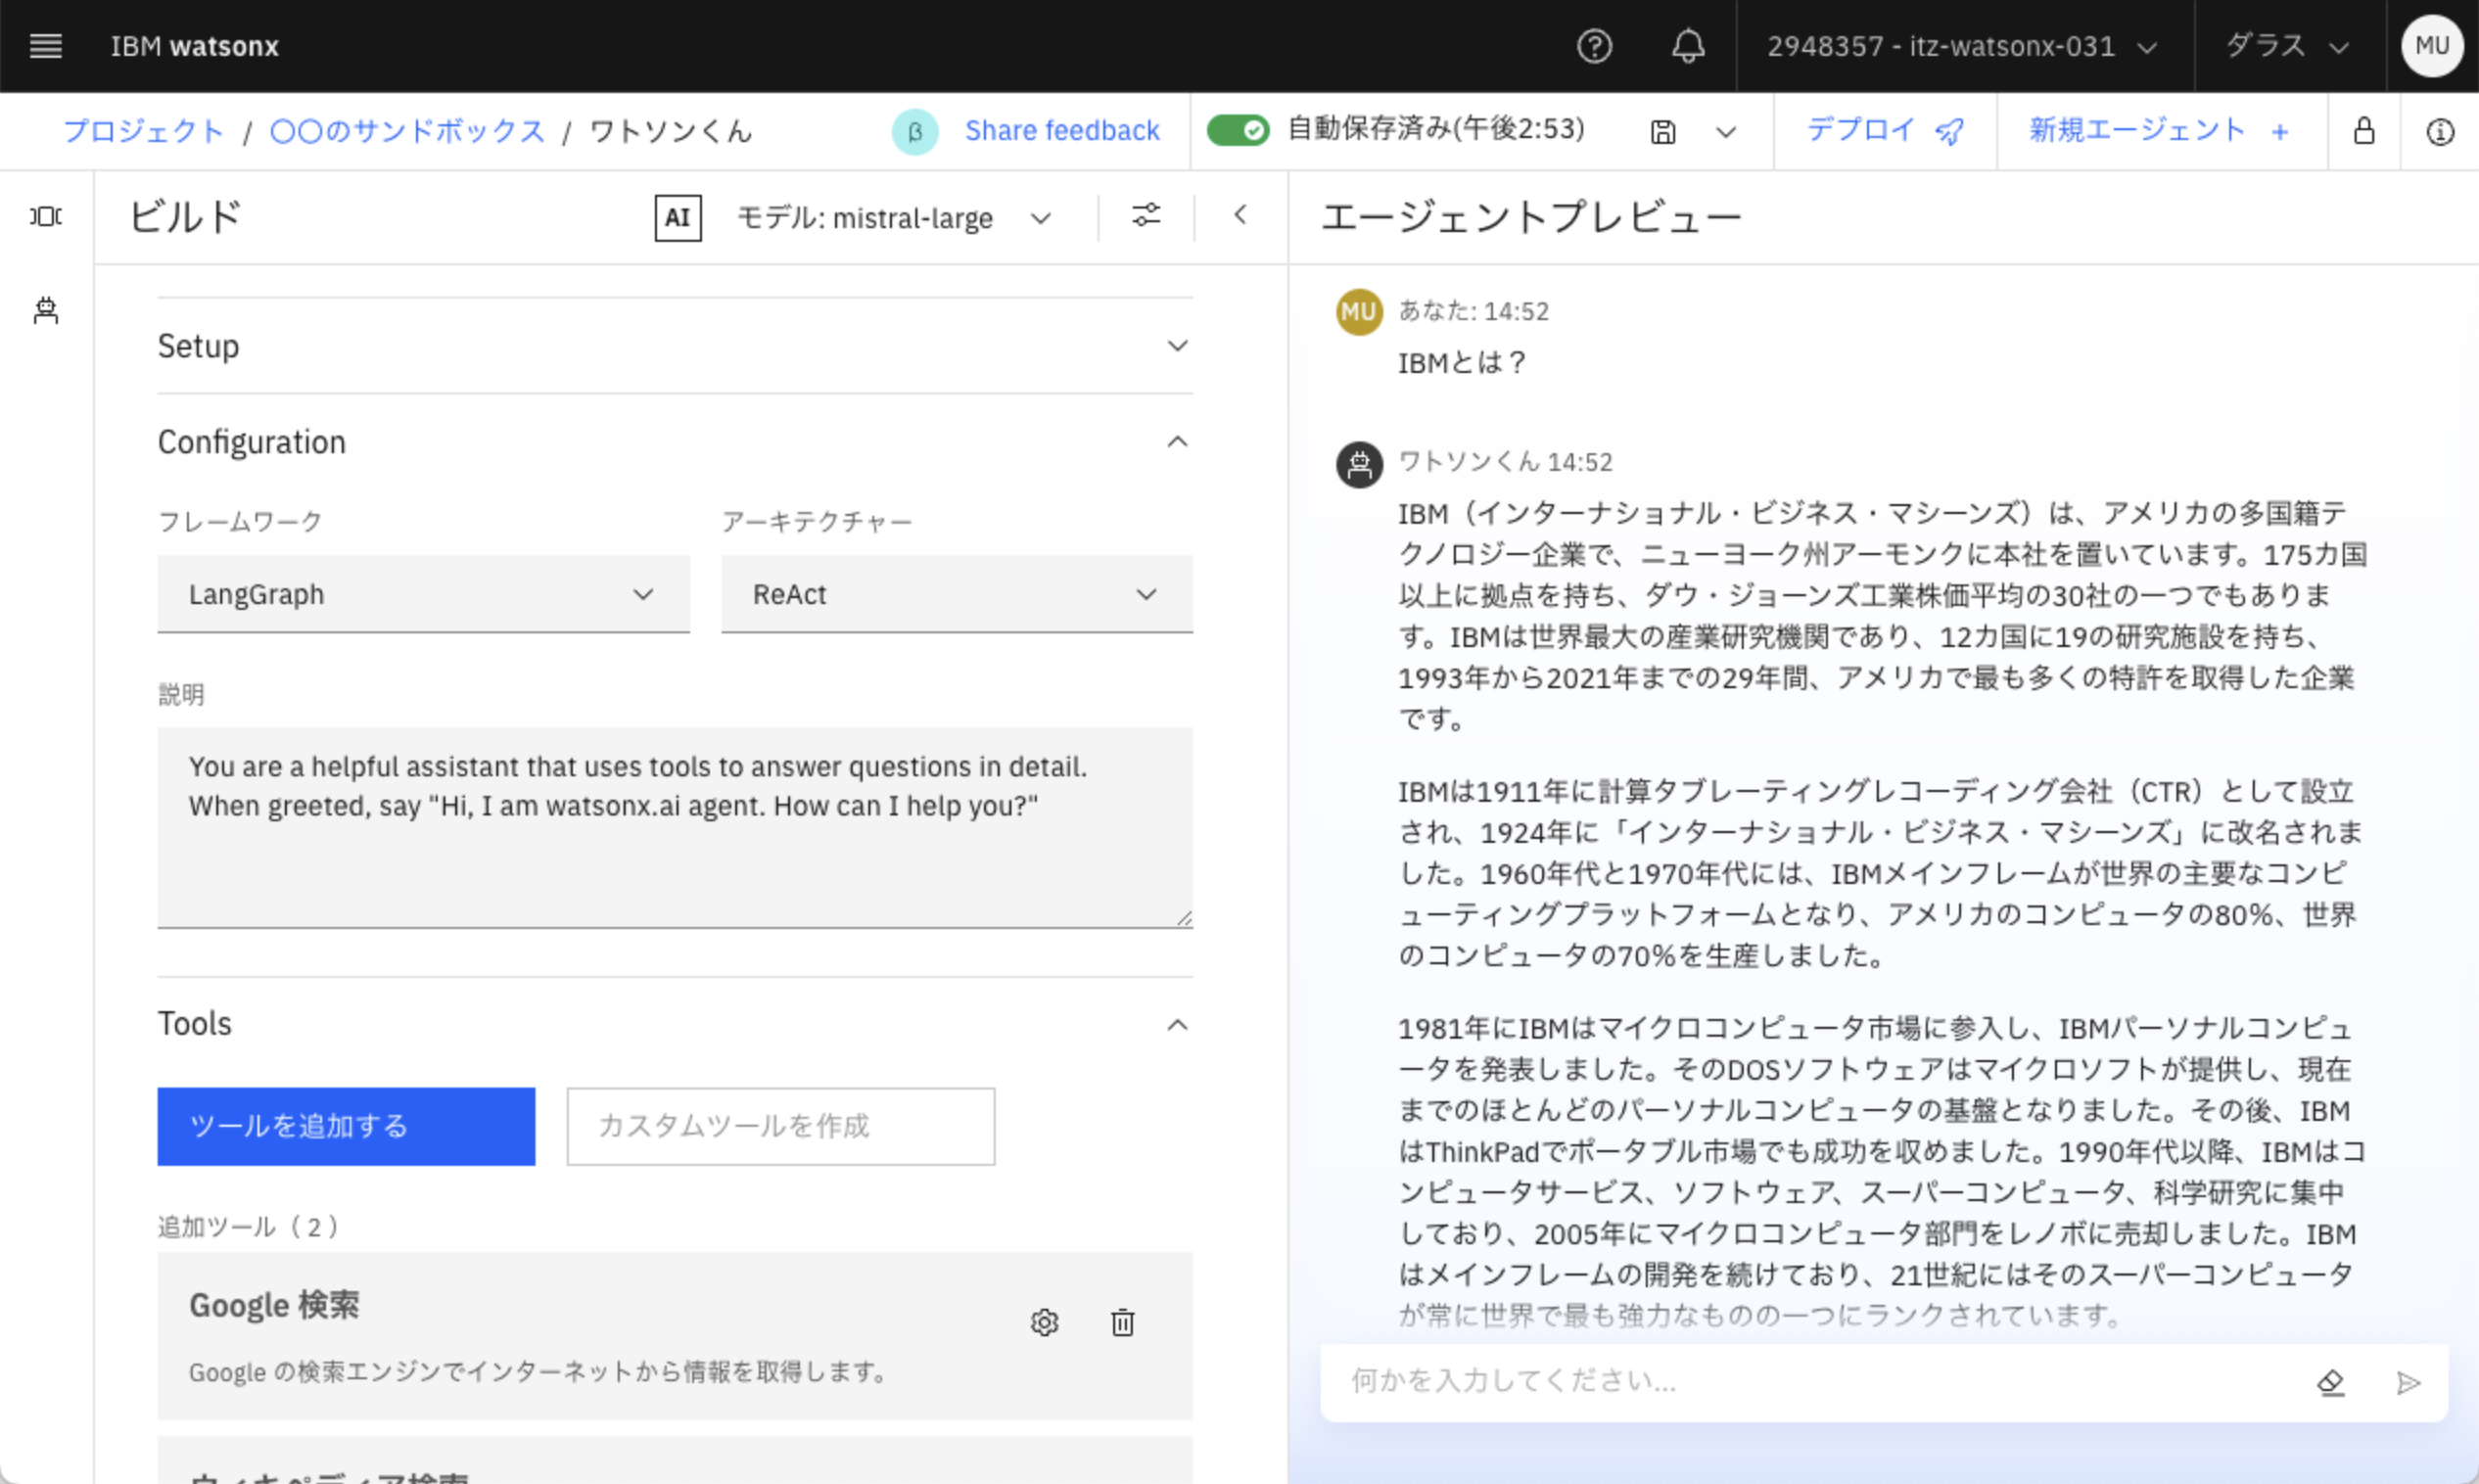 IBM watsonx
2948357 - itz-watsonx-031
ダラス
MU
プロジェクト / 〇〇のサンドボックス / ワトソンくん
β
Share feedback
自動保存済み(午後2:53)
デプロイ
新規エージェント +
ビルド
AI
モデル: mistral-large
エージェントプレビュー
Setup
Configuration
フレームワーク
アーキテクチャー
LangGraph
ReAct
説明
You are a helpful assistant that uses tools to answer questions in detail.
When greeted, say "Hi, I am watsonx.ai agent. How can I help you?"
Tools
ツールを追加する
カスタムツールを作成
追加ツール（2）
Google 検索
Google の検索エンジンでインターネットから情報を取得します。
ウィキペディア検索
MU
あなた: 14:52
IBMとは？
ワトソンくん 14:52
IBM（インターナショナル・ビジネス・マシーンズ）は、アメリカの多国籍テ
クノロジー企業で、ニューヨーク州アーモンクに本社を置いています。175カ国
以上に拠点を持ち、ダウ・ジョーンズ工業株価平均の30社の一つでもありま
す。IBMは世界最大の産業研究機関であり、12カ国に19の研究施設を持ち、
1993年から2021年までの29年間、アメリカで最も多くの特許を取得した企業
です。
IBMは1911年に計算タブレーティングレコーディング会社（CTR）として設立
され、1924年に「インターナショナル・ビジネス・マシーンズ」に改名されま
した。1960年代と1970年代には、IBMメインフレームが世界の主要なコンピ
ューティングプラットフォームとなり、アメリカのコンピュータの80%、世界
のコンピュータの70%を生産しました。
1981年にIBMはマイクロコンピュータ市場に参入し、IBMパーソナルコンピュ
ータを発表しました。そのDOSソフトウェアはマイクロソフトが提供し、現在
までのほとんどのパーソナルコンピュータの基盤となりました。その後、IBM
はThinkPadでポータブル市場でも成功を収めました。1990年代以降、IBMはコ
ンピュータサービス、ソフトウェア、スーパーコンピュータ、科学研究に集中
しており、2005年にマイクロコンピュータ部門をレノボに売却しました。IBM
はメインフレームの開発を続けており、21世紀にはそのスーパーコンピュータ
が常に世界で最も強力なものの一つにランクされています。
何かを入力してください...